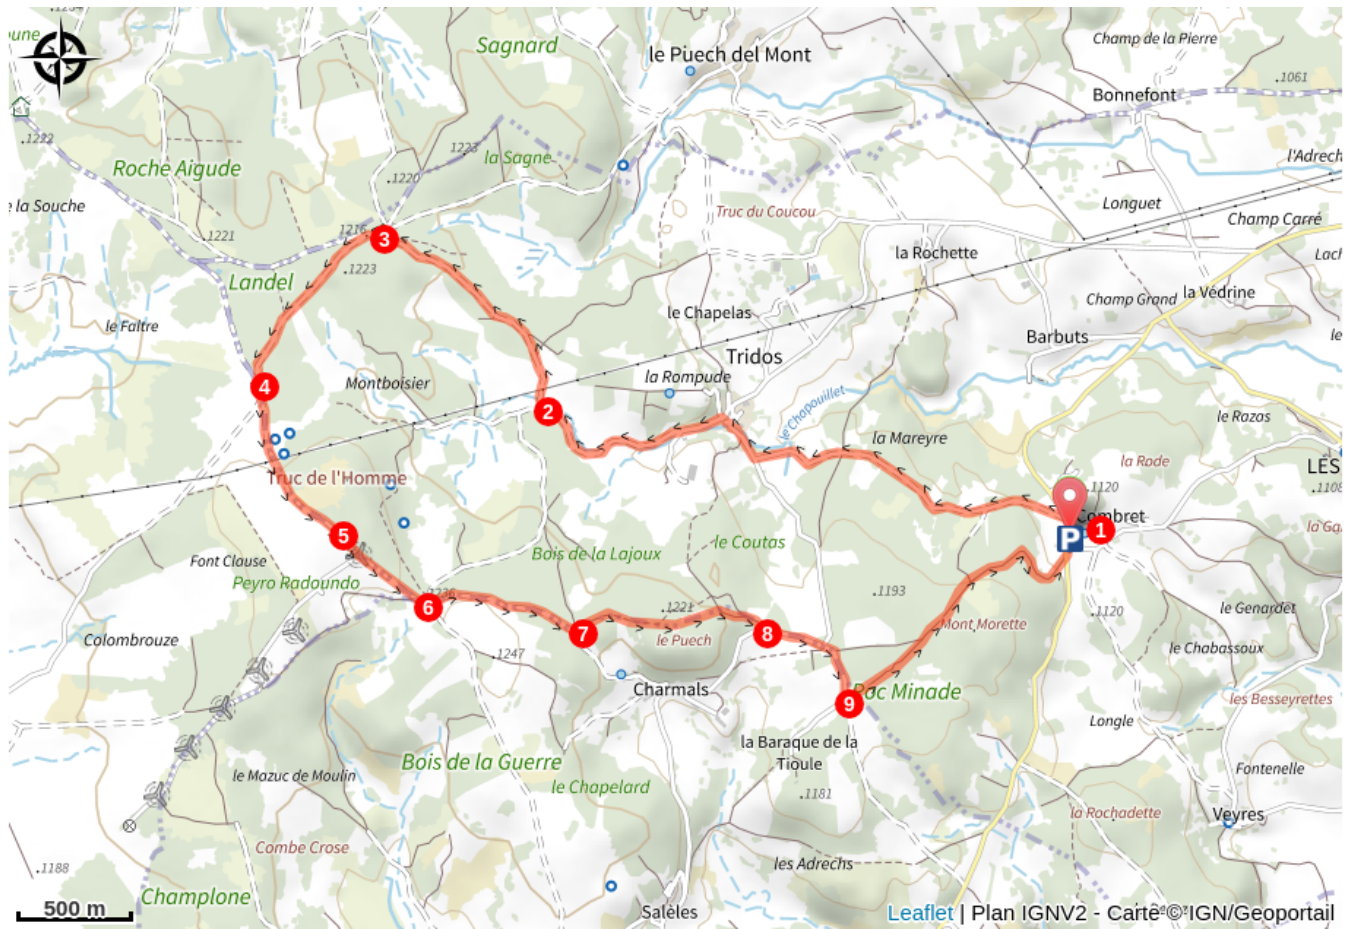 .1234
eune
Sagnard
le Puech del Mont
Champ de la Pierre
.1061
Bonnefont
.1222
1223
la Sagne
Roche Aigude
.1220
l'Adrech
e la Souche
Truc du Coucou
Longuet
Champ Carré
.1221
1216
3
la Rochette
Lach
.1223
Landel
le Chapelas
Champ Grand
la Védrine
le Faltre
Barbuts
le
Tridos
la Rompude
Montboisier
4
2
le Chapouillet
le Razas
la Mareyre
la Rode
LES
Truc de l'Homme
.1120
.1108
Combret
la Ga
5
P
1
Bois de la Lajoux
le Coutas
Font Clause
Peyro Radoundo
.1193
6
.1221
.1120
le Genardet
Mont Morette
7
le Puech
8
Colombrouze
.1247
le Chabassoux
Charmals
Roc Minade
les Besseyrettes
9
Longle
la Baraque de la
Tioule
Bois de la Guerre
le Mazuc de Moulin
Fontenelle
le Chapelard
.1181
la Rochadette
Veyres
Combe Crose
.1188
les Adrechs
Champlone
500 m
Salèles
Leaflet | Plan IGNV2 - Carte © IGN/Geoportail